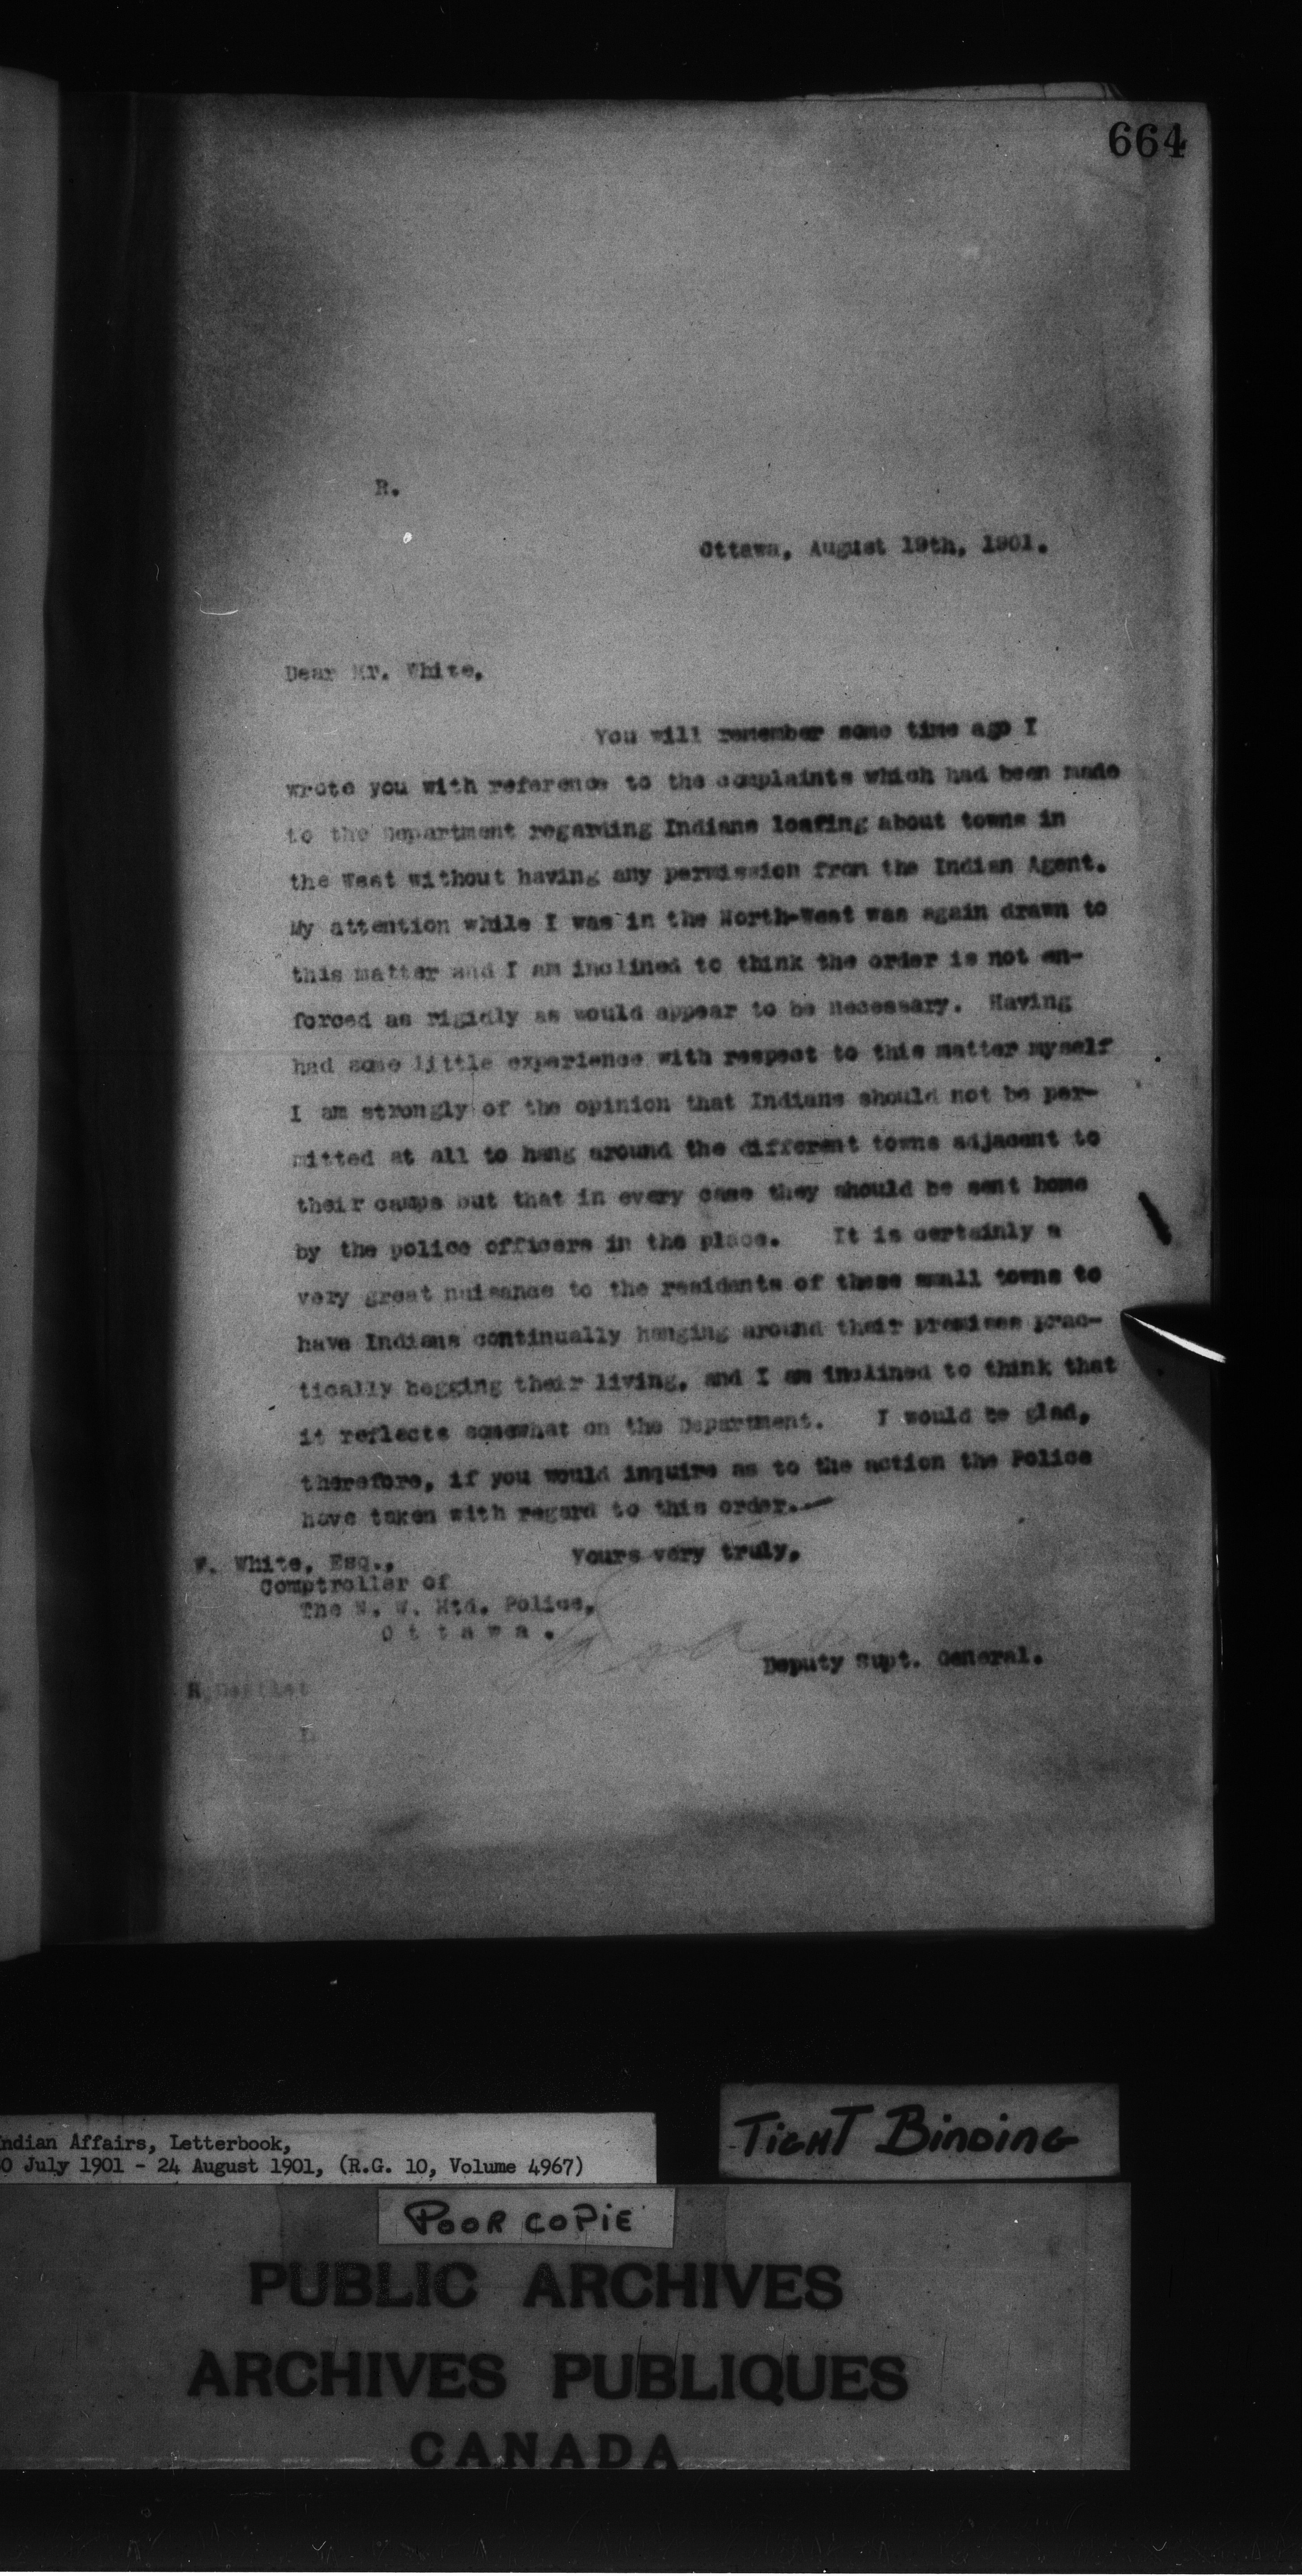 664
R.
Ottawa, August 19th, 1901.
Dear Mr. White,
You will remember some time ago I
wrote you with reference to the complaints which had been made
to the Department regarding Indians loafing about towns in
the West without having any permission from the Indian Agent.
My attention while I was in the North-West was again drawn to
this matter and I am inclined to think the order is not en-
forced as rigidly as would appear to be necessary. Having
had some little experience with respect to this matter myself
I am strongly of the opinion that Indians should not be per-
mitted at all to hang around the different towns adjacent to
their camps but that in every case they should be sent home
by the police officers in the place. It is certainly a
very great nuisance to the residents of these small towns to
have Indians continually hanging around their premises prac-
tically begging their living, and I am inclined to think that
it reflects somewhat on the Department. I would be glad,
therefore, if you would inquire as to the action the Police
have taken with regard to this order.
Yours very truly,
W. White, Esq.,
Comptroller of
The N. W. Mtd. Police,
Ottawa.
Deputy Supt. General.
ndian Affairs, Letterbook,
0 July 1901 - 24 August 1901, (R.G. 10, Volume 4967)
TIGHT BINDING
POOR COPIE
PUBLIC ARCHIVES
ARCHIVES PUBLIQUES
CANADA